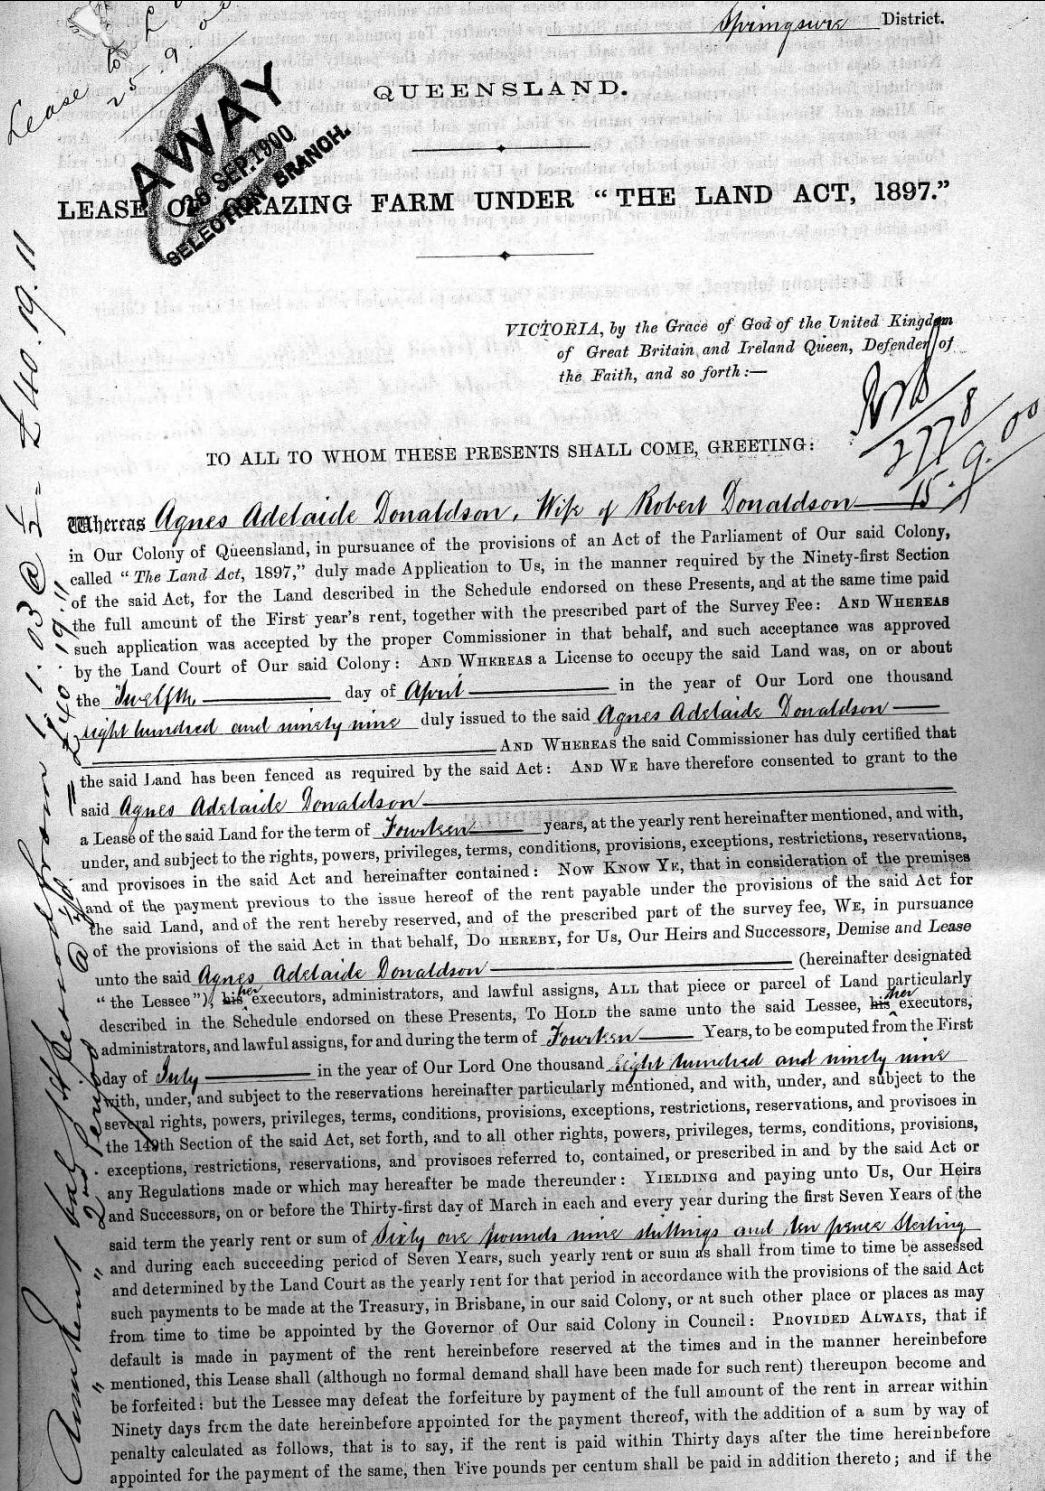 Springsure District.
Lease to L
25.9.00
QUEENSLAND.
AWAY
26 SEP. 1900
SELECTION BRANCH.
LEASE OF GRAZING FARM UNDER “THE LAND ACT, 1897.”
VICTORIA, by the Grace of God of the United Kingdom
of Great Britain and Ireland Queen, Defender of
the Faith, and so forth:—
2778
15.9.00
TO ALL TO WHOM THESE PRESENTS SHALL COME, GREETING:
Whereas Agnes Adelaide Donaldson, Wife of Robert Donaldson
in Our Colony of Queensland, in pursuance of the provisions of an Act of the Parliament of Our said Colony,
called “The Land Act, 1897,” duly made Application to Us, in the manner required by the Ninety-first Section
of the said Act, for the Land described in the Schedule endorsed on these Presents, and at the same time paid
the full amount of the First year's rent, together with the prescribed part of the Survey Fee: AND WHEREAS
such application was accepted by the proper Commissioner in that behalf, and such acceptance was approved
by the Land Court of Our said Colony: AND WHEREAS a License to occupy the said Land was, on or about
the Twelfth day of April in the year of Our Lord one thousand
eight hundred and ninety nine duly issued to the said Agnes Adelaide Donaldson
AND WHEREAS the said Commissioner has duly certified that
the said Land has been fenced as required by the said Act: AND WE have therefore consented to grant to the
said Agnes Adelaide Donaldson
a Lease of the said Land for the term of Fourteen years, at the yearly rent hereinafter mentioned, and with,
under, and subject to the rights, powers, privileges, terms, conditions, provisions, exceptions, restrictions, reservations,
and provisoes in the said Act and hereinafter contained: NOW KNOW YE, that in consideration of the premises
and of the payment previous to the issue hereof of the rent payable under the provisions of the said Act for
the said Land, and of the rent hereby reserved, and of the prescribed part of the survey fee, WE, in pursuance
of the provisions of the said Act in that behalf, DO HEREBY, for Us, Our Heirs and Successors, Demise and Lease
unto the said Agnes Adelaide Donaldson (hereinafter designated
“the Lessee”), his her executors, administrators, and lawful assigns, ALL that piece or parcel of Land particularly
described in the Schedule endorsed on these Presents, TO HOLD the same unto the said Lessee, his her executors,
administrators, and lawful assigns, for and during the term of Fourteen Years, to be computed from the First
day of July in the year of Our Lord One thousand eight hundred and ninety nine
with, under, and subject to the reservations hereinafter particularly mentioned, and with, under, and subject to the
several rights, powers, privileges, terms, conditions, provisions, exceptions, restrictions, reservations, and provisoes in
the 149th Section of the said Act, set forth, and to all other rights, powers, privileges, terms, conditions, provisions,
exceptions, restrictions, reservations, and provisoes referred to, contained, or prescribed in and by the said Act or
any Regulations made or which may hereafter be made thereunder: YIELDING and paying unto Us, Our Heirs
and Successors, on or before the Thirty-first day of March in each and every year during the first Seven Years of the
said term the yearly rent or sum of Sixty one pounds nine shillings and ten pence Sterling
and during each succeeding period of Seven Years, such yearly rent or sum as shall from time to time be assessed
and determined by the Land Court as the yearly rent for that period in accordance with the provisions of the said Act
such payments to be made at the Treasury, in Brisbane, in our said Colony, or at such other place or places as may
from time to time be appointed by the Governor of Our said Colony in Council: PROVIDED ALWAYS, that if
default is made in payment of the rent hereinbefore reserved at the times and in the manner hereinbefore
mentioned, this Lease shall (although no formal demand shall have been made for such rent) thereupon become and
be forfeited: but the Lessee may defeat the forfeiture by payment of the full amount of the rent in arrear within
Ninety days from the date hereinbefore appointed for the payment thereof, with the addition of a sum by way of
penalty calculated as follows, that is to say, if the rent is paid within Thirty days after the time hereinbefore
appointed for the payment of the same, then Five pounds per centum shall be paid in addition thereto; and if the
bal 1st Period from 1.1.03 @ £40.19.11
2nd Period @ £40.19.11